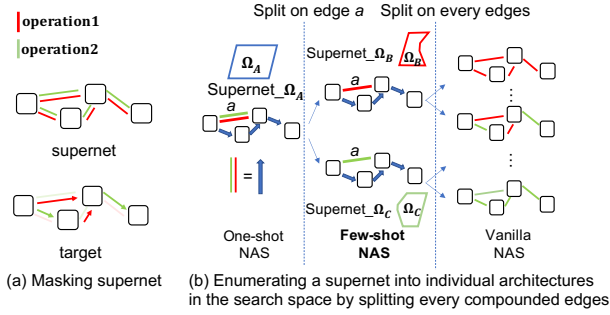 operation1
operation2
supernet
target
(a) Masking supernet
Split on edge a
Split on every edges
Ω_A
Supernet_Ω_A
a
=
One-shot
NAS
Supernet_Ω_B
Ω_B
a
a
Supernet_Ω_C
Ω_C
Few-shot
NAS
⋮
⋮
Vanilla
NAS
(b) Enumerating a supernet into individual architectures
in the search space by splitting every compounded edges